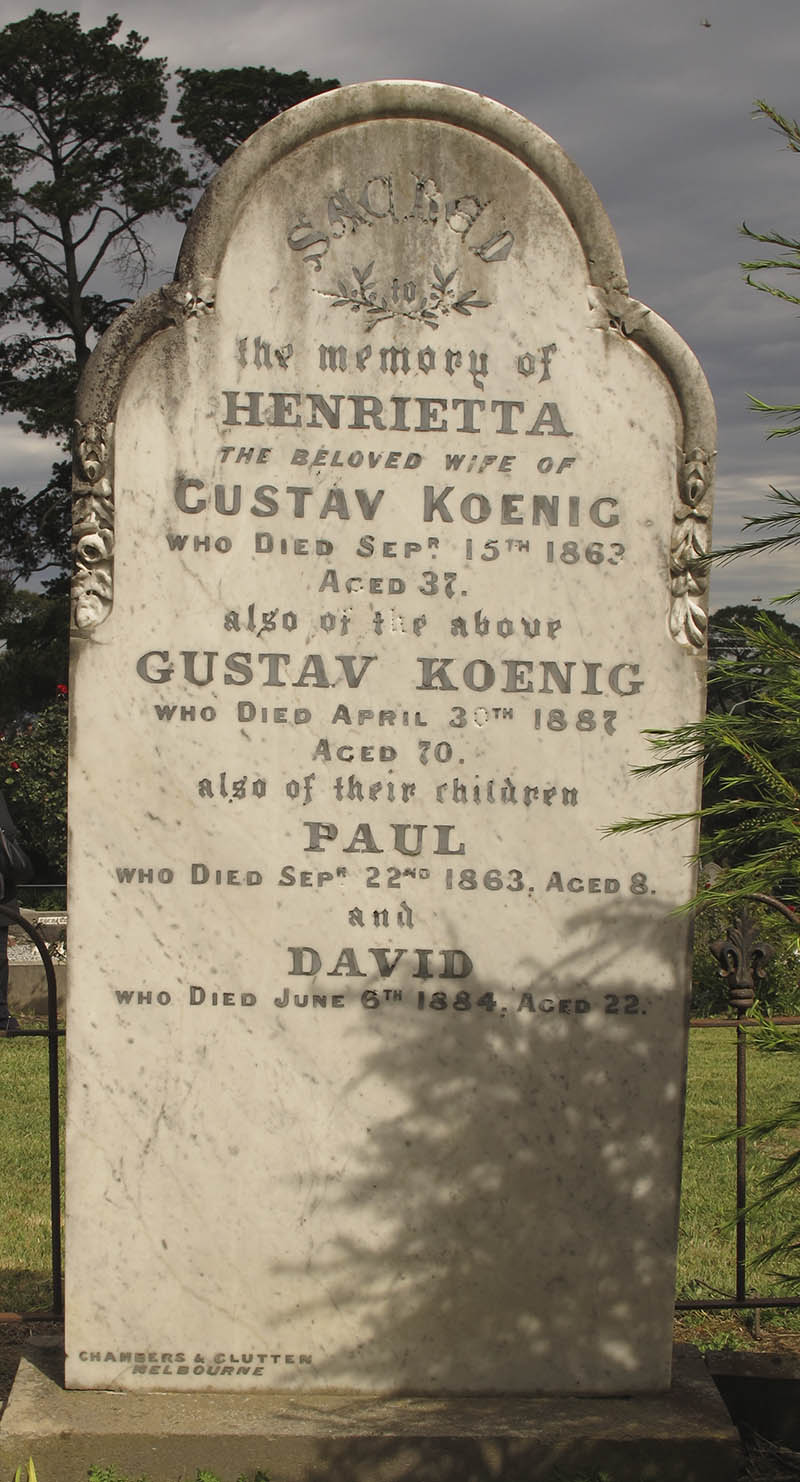 SACRED
to
the memory of
HENRIETTA
THE BELOVED WIFE OF
GUSTAV KOENIG
WHO DIED SEPR 15TH 1863
AGED 37.
also of the above
GUSTAV KOENIG
WHO DIED APRIL 30TH 1887
AGED 70.
also of their children
PAUL
WHO DIED SEPR 22ND 1863, AGED 8.
and
DAVID
WHO DIED JUNE 6TH 1884, AGED 22.
CHAMBERS & CLUTTEN
MELBOURNE